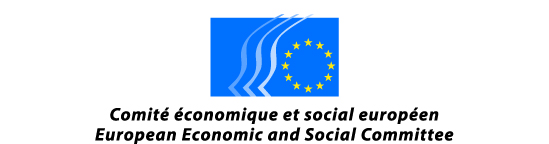 Comité économique et social européen
European Economic and Social Committee